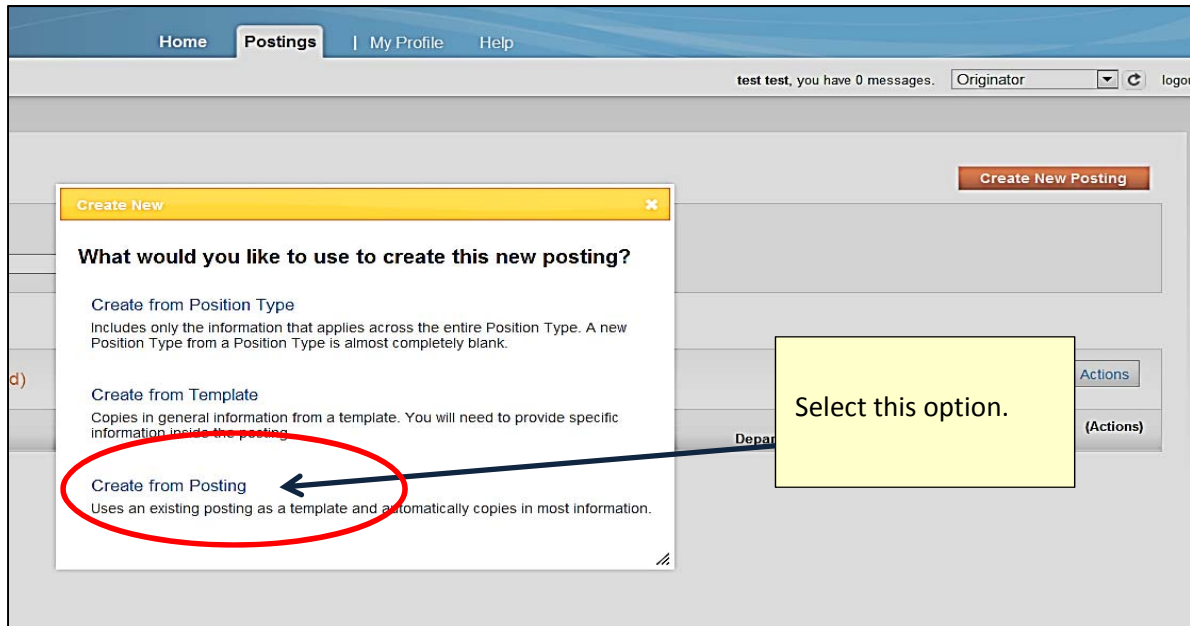 Home Postings | My Profile Help
test test, you have 0 messages. Originator
Create New Posting
Create New
What would you like to use to create this new posting?
Create from Position Type
Includes only the information that applies across the entire Position Type. A new
Position Type from a Position Type is almost completely blank.
d)
Actions
Create from Template
Select this option.
Copies in general information from a template. You will need to provide specific
information inside the posting.
(Actions)
Create from Posting
Uses an existing posting as a template and automatically copies in most information.